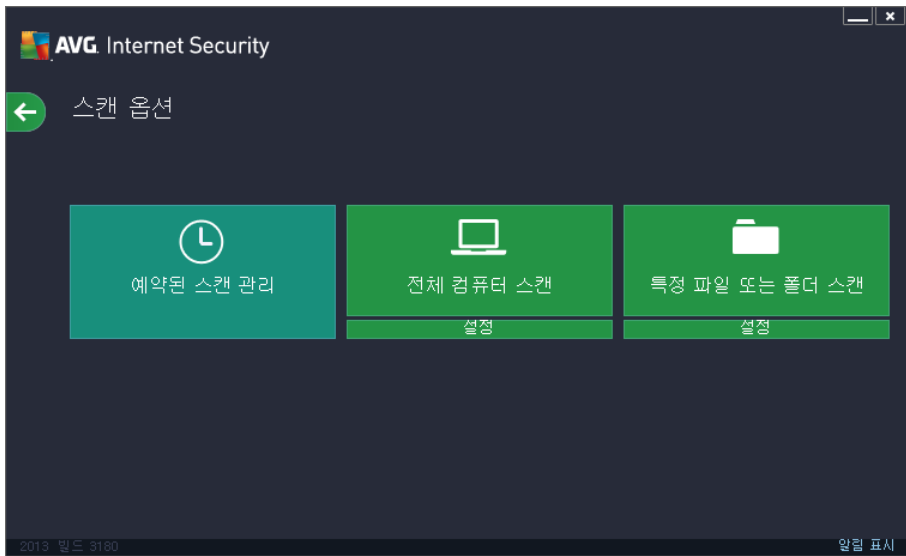 AVG. Internet Security
스캔 옵션
예약된 스캔 관리
전체 컴퓨터 스캔
특정 파일 또는 폴더 스캔
설정
설정
2013 빌드 3180
알림 표시